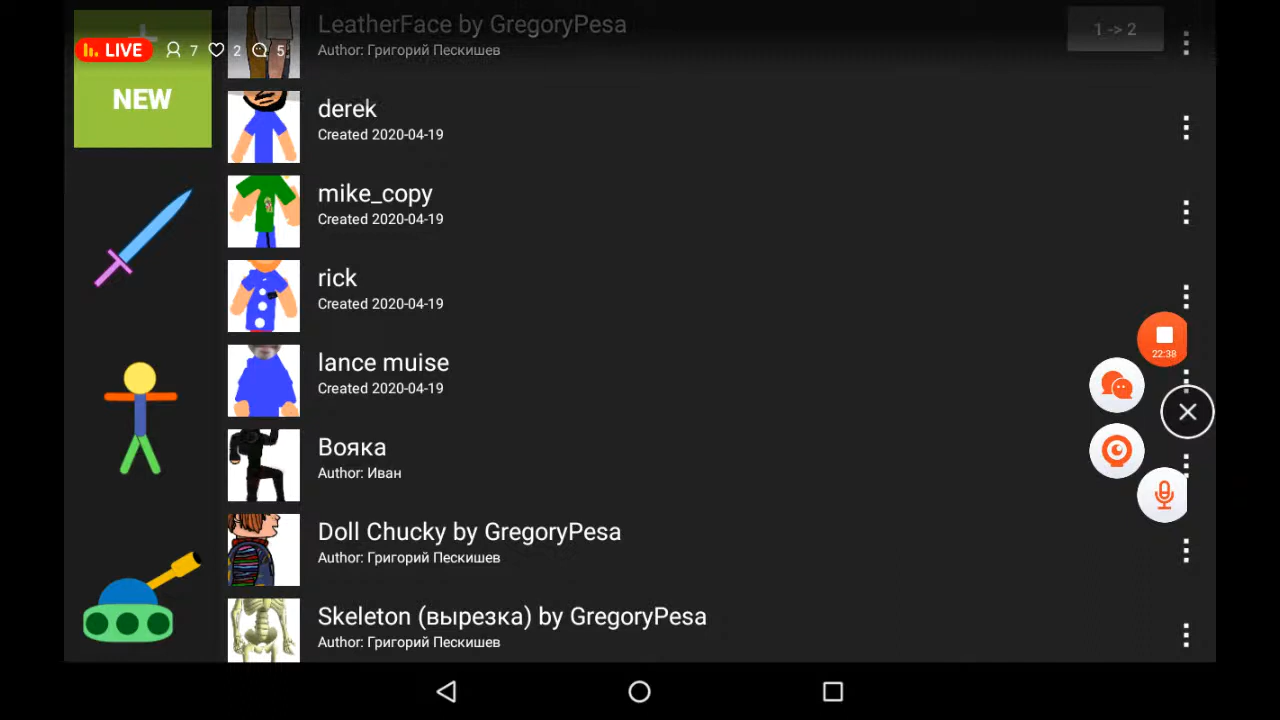 LeatherFace by GregoryPesa
Author: Григорий Пескишев
1 -> 2
LIVE 7 2 5
NEW
derek
Created 2020-04-19
mike_copy
Created 2020-04-19
rick
Created 2020-04-19
lance muise
Created 2020-04-19
22:38
Вояка
Author: Иван
Doll Chucky by GregoryPesa
Author: Григорий Пескишев
Skeleton (вырезка) by GregoryPesa
Author: Григорий Пескишев